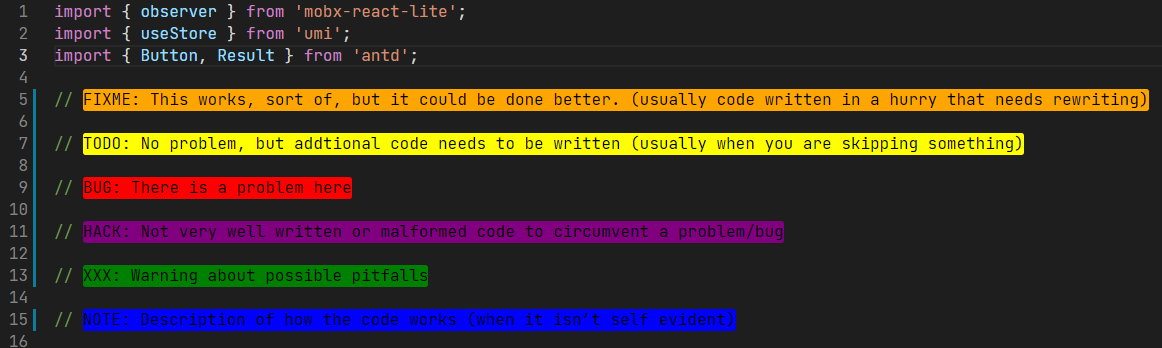 1 import { observer } from 'mobx-react-lite';
2 import { useStore } from 'umi';
3 import { Button, Result } from 'antd';
4
5 // FIXME: This works, sort of, but it could be done better. (usually code written in a hurry that needs rewriting)
6
7 // TODO: No problem, but addtional code needs to be written (usually when you are skipping something)
8
9 // BUG: There is a problem here
10
11 // HACK: Not very well written or malformed code to circumvent a problem/bug
12
13 // XXX: Warning about possible pitfalls
14
15 // NOTE: Description of how the code works (when it isn't self evident)
16